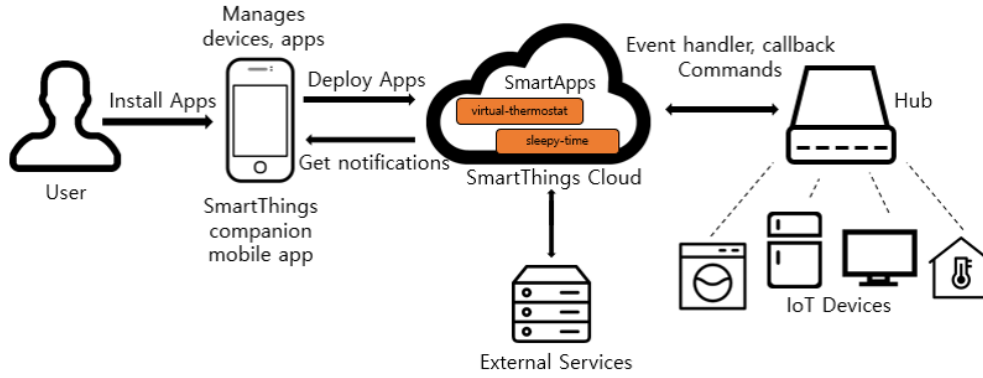 Manages
devices, apps
Install Apps
User
SmartThings
companion
mobile app
Deploy Apps
Get notifications
SmartApps
virtual-thermostat
sleepy-time
SmartThings Cloud
External Services
Event handler, callback
Commands
Hub
IoT Devices